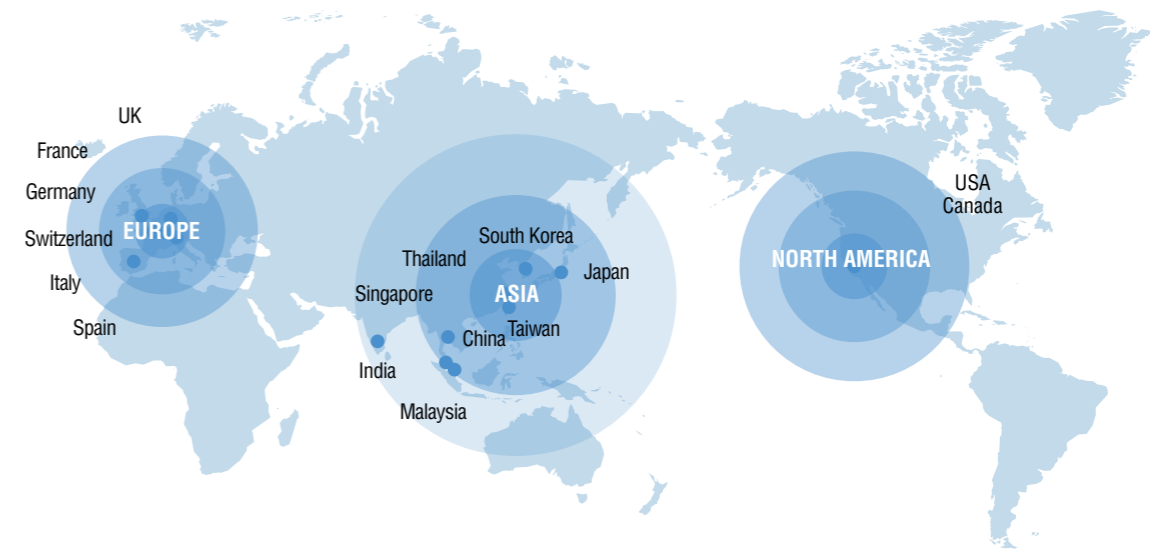 UK
France
Germany
EUROPE
Switzerland
Italy
Spain
South Korea
Thailand
Japan
Singapore
ASIA
China
Taiwan
India
Malaysia
USA
Canada
NORTH AMERICA